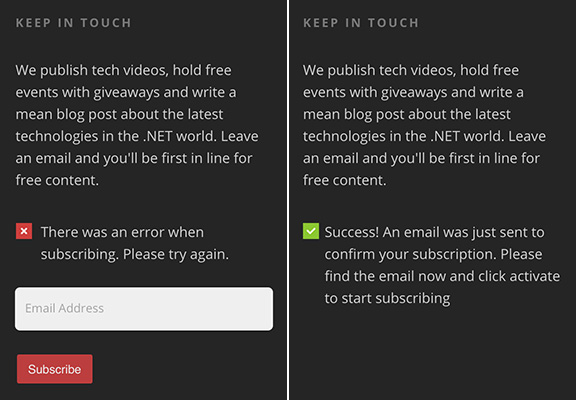 KEEP IN TOUCH
We publish tech videos, hold free
events with giveaways and write a
mean blog post about the latest
technologies in the .NET world. Leave
an email and you'll be first in line for
free content.
There was an error when
subscribing. Please try again.
Email Address
Subscribe
KEEP IN TOUCH
We publish tech videos, hold free
events with giveaways and write a
mean blog post about the latest
technologies in the .NET world. Leave
an email and you'll be first in line for
free content.
Success! An email was just sent to
confirm your subscription. Please
find the email now and click activate
to start subscribing